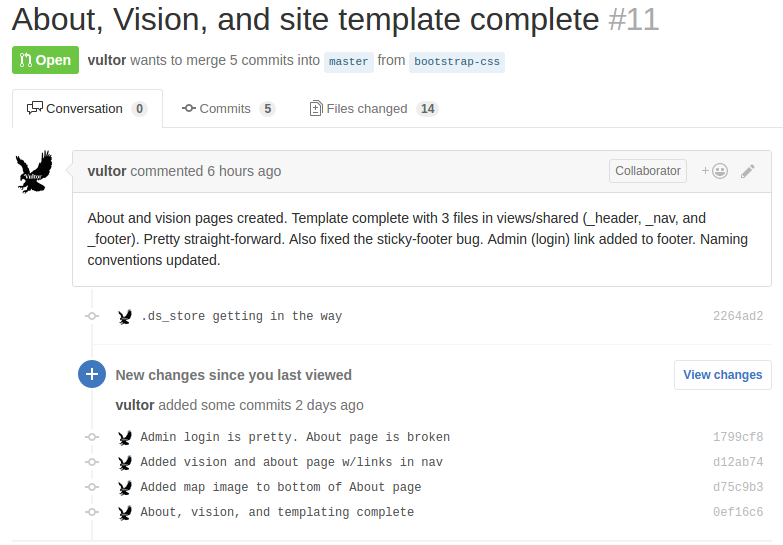 About, Vision, and site template complete #11
Open vultor wants to merge 5 commits into master from bootstrap-css
Conversation 0 Commits 5 Files changed 14
vultor commented 6 hours ago Collaborator +
Vultor
About and vision pages created. Template complete with 3 files in views/shared (_header, _nav, and
_footer). Pretty straight-forward. Also fixed the sticky-footer bug. Admin (login) link added to footer. Naming
conventions updated.
.ds_store getting in the way 2264ad2
New changes since you last viewed View changes
vultor added some commits 2 days ago
Admin login is pretty. About page is broken 1799cf8
Added vision and about page w/links in nav d12ab74
Added map image to bottom of About page d75c9b3
About, vision, and templating complete 0ef16c6